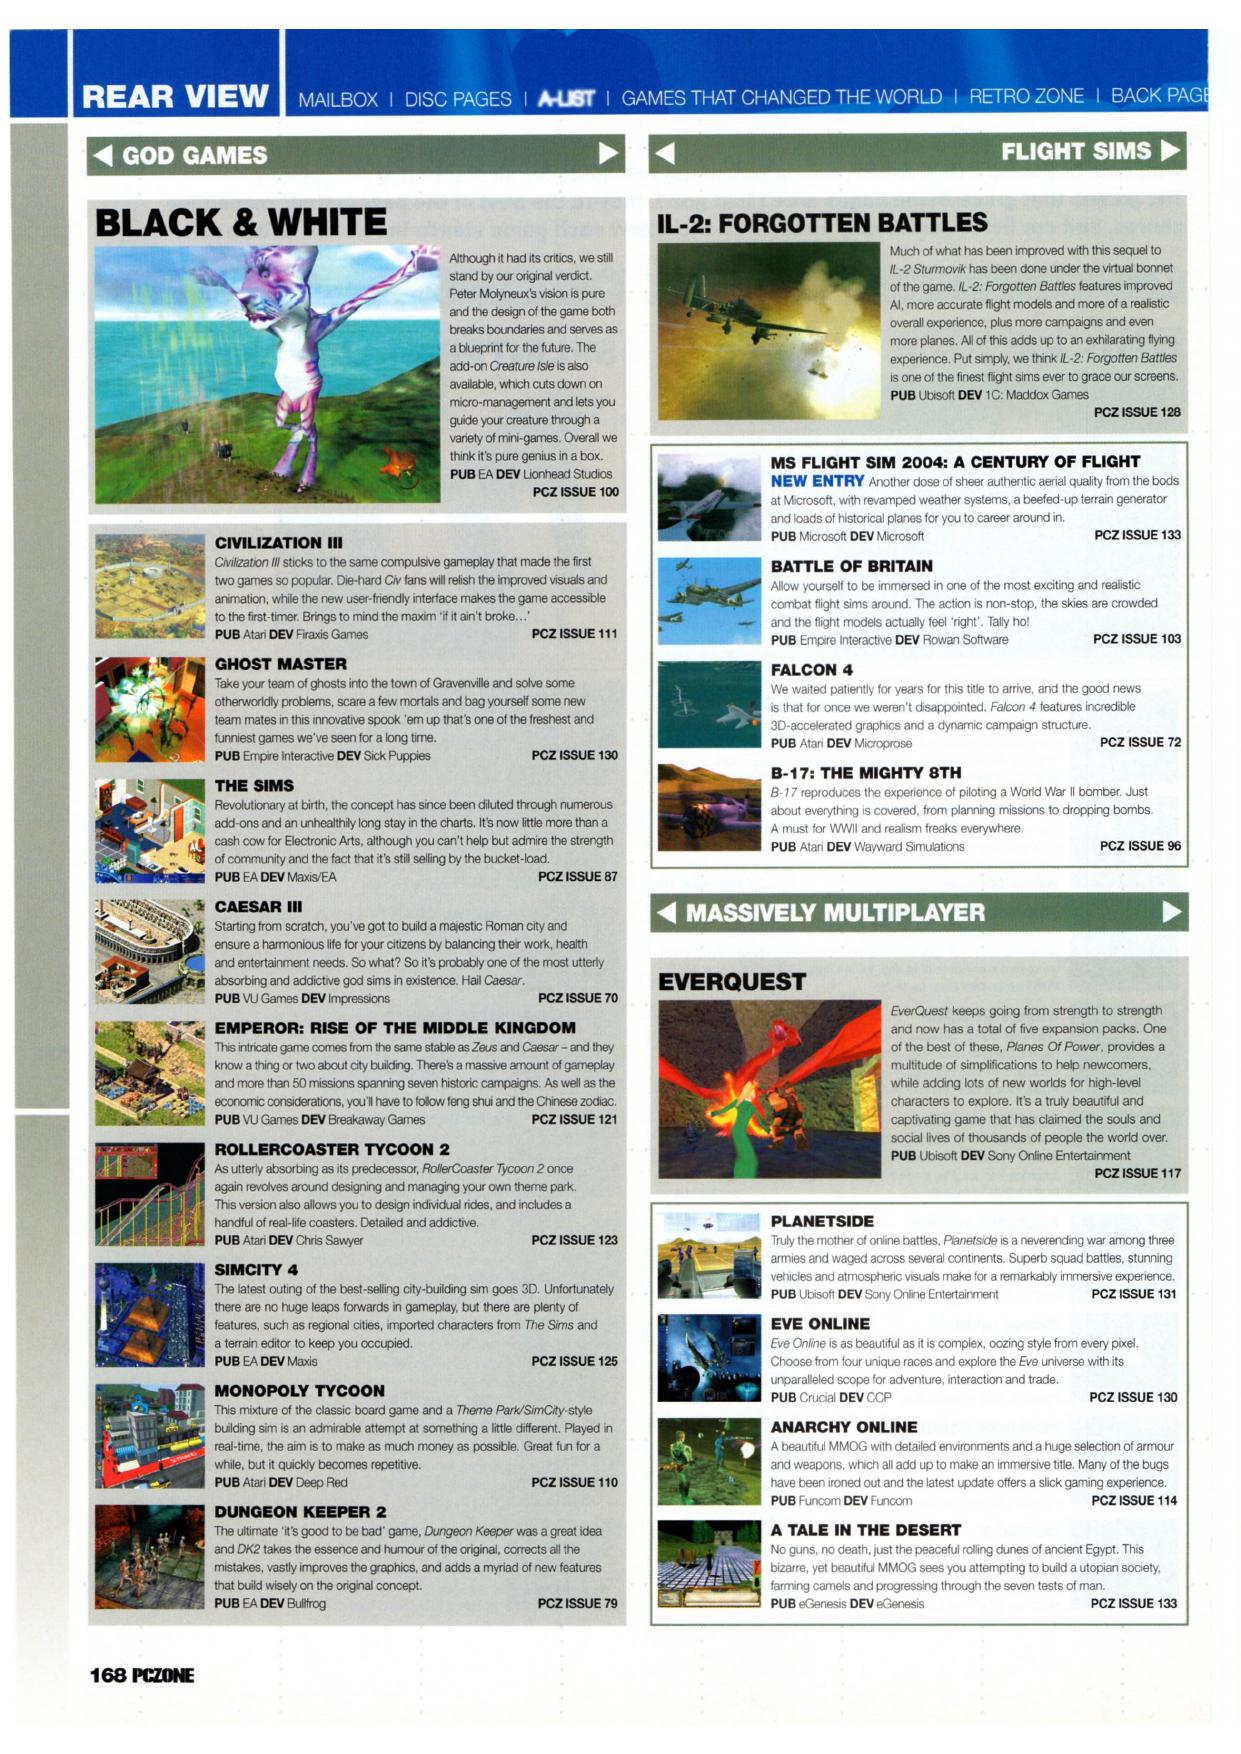 REAR VIEW
MAILBOX | DISC PAGES | A-LIST | GAMES THAT CHANGED THE WORLD | RETRO ZONE | BACK PAGE
GOD GAMES
BLACK & WHITE
Although it had its critics, we still
stand by our original verdict.
Peter Molyneux's vision is pure
and the design of the game both
breaks boundaries and serves as
a blueprint for the future. The
add-on Creature Isle is also
available, which cuts down on
micro-management and lets you
guide your creature through a
variety of mini-games. Overall we
think it's pure genius in a box.
PUB EA DEV Lionhead Studios
PCZ ISSUE 100
CIVILIZATION III
Civilization III sticks to the same compulsive gameplay that made the first
two games so popular. Die-hard Civ fans will relish the improved visuals and
animation, while the new user-friendly interface makes the game accessible
to the first-timer. Brings to mind the maxim 'if it ain't broke...'
PUB Atari DEV Firaxis Games PCZ ISSUE 111
GHOST MASTER
Take your team of ghosts into the town of Gravenville and solve some
otherworldly problems, scare a few mortals and bag yourself some new
team mates in this innovative spook 'em up that's one of the freshest and
funniest games we've seen for a long time.
PUB Empire Interactive DEV Sick Puppies PCZ ISSUE 130
THE SIMS
Revolutionary at birth, the concept has since been diluted through numerous
add-ons and an unhealthily long stay in the charts. It's now little more than a
cash cow for Electronic Arts, although you can't help but admire the strength
of community and the fact that it's still selling by the bucket-load.
PUB EA DEV Maxis/EA PCZ ISSUE 87
CAESAR III
Starting from scratch, you've got to build a majestic Roman city and
ensure a harmonious life for your citizens by balancing their work, health
and entertainment needs. So what? So it's probably one of the most utterly
absorbing and addictive god sims in existence. Hail Caesar.
PUB VU Games DEV Impressions PCZ ISSUE 70
EMPEROR: RISE OF THE MIDDLE KINGDOM
This intricate game comes from the same stable as Zeus and Caesar – and they
know a thing or two about city building. There's a massive amount of gameplay
and more than 50 missions spanning seven historic campaigns. As well as the
economic considerations, you'll have to follow feng shui and the Chinese zodiac.
PUB VU Games DEV Breakaway Games PCZ ISSUE 121
ROLLERCOASTER TYCOON 2
As utterly absorbing as its predecessor, RollerCoaster Tycoon 2 once
again revolves around designing and managing your own theme park.
This version also allows you to design individual rides, and includes a
handful of real-life coasters. Detailed and addictive.
PUB Atari DEV Chris Sawyer PCZ ISSUE 123
SIMCITY 4
The latest outing of the best-selling city-building sim goes 3D. Unfortunately
there are no huge leaps forwards in gameplay, but there are plenty of
features, such as regional cities, imported characters from The Sims and
a terrain editor to keep you occupied.
PUB EA DEV Maxis PCZ ISSUE 125
MONOPOLY TYCOON
This mixture of the classic board game and a Theme Park/SimCity-style
building sim is an admirable attempt at something a little different. Played in
real-time, the aim is to make as much money as possible. Great fun for a
while, but it quickly becomes repetitive.
PUB Atari DEV Deep Red PCZ ISSUE 110
DUNGEON KEEPER 2
The ultimate 'it's good to be bad' game, Dungeon Keeper was a great idea
and DK2 takes the essence and humour of the original, corrects all the
mistakes, vastly improves the graphics, and adds a myriad of new features
that build wisely on the original concept.
PUB EA DEV Bullfrog PCZ ISSUE 79
FLIGHT SIMS
IL-2: FORGOTTEN BATTLES
Much of what has been improved with this sequel to
IL-2 Sturmovik has been done under the virtual bonnet
of the game. IL-2: Forgotten Battles features improved
AI, more accurate flight models and more of a realistic
overall experience, plus more campaigns and even
more planes. All of this adds up to an exhilarating flying
experience. Put simply, we think IL-2: Forgotten Battles
is one of the finest flight sims ever to grace our screens.
PUB Ubisoft DEV 1C: Maddox Games
PCZ ISSUE 128
MS FLIGHT SIM 2004: A CENTURY OF FLIGHT
NEW ENTRY Another dose of sheer authentic aerial quality from the bods
at Microsoft, with revamped weather systems, a beefed-up terrain generator
and loads of historical planes for you to career around in.
PUB Microsoft DEV Microsoft PCZ ISSUE 133
BATTLE OF BRITAIN
Allow yourself to be immersed in one of the most exciting and realistic
combat flight sims around. The action is non-stop, the skies are crowded
and the flight models actually feel 'right'. Tally ho!
PUB Empire Interactive DEV Rowan Software PCZ ISSUE 103
FALCON 4
We waited patiently for years for this title to arrive, and the good news
is that for once we weren't disappointed. Falcon 4 features incredible
3D-accelerated graphics and a dynamic campaign structure.
PUB Atari DEV Microprose PCZ ISSUE 72
B-17: THE MIGHTY 8TH
B-17 reproduces the experience of piloting a World War II bomber. Just
about everything is covered, from planning missions to dropping bombs.
A must for WWII and realism freaks everywhere.
PUB Atari DEV Wayward Simulations PCZ ISSUE 96
MASSIVELY MULTIPLAYER
EVERQUEST
EverQuest keeps going from strength to strength
and now has a total of five expansion packs. One
of the best of these, Planes Of Power, provides a
multitude of simplifications to help newcomers,
while adding lots of new worlds for high-level
characters to explore. It's a truly beautiful and
captivating game that has claimed the souls and
social lives of thousands of people the world over.
PUB Ubisoft DEV Sony Online Entertainment
PCZ ISSUE 117
PLANETSIDE
Truly the mother of online battles, Planetside is a neverending war among three
armies and waged across several continents. Superb squad battles, stunning
vehicles and atmospheric visuals make for a remarkably immersive experience.
PUB Ubisoft DEV Sony Online Entertainment PCZ ISSUE 131
EVE ONLINE
Eve Online is as beautiful as it is complex, oozing style from every pixel.
Choose from four unique races and explore the Eve universe with its
unparalleled scope for adventure, interaction and trade.
PUB Crucial DEV CCP PCZ ISSUE 130
ANARCHY ONLINE
A beautiful MMOG with detailed environments and a huge selection of armour
and weapons, which all add up to make an immersive title. Many of the bugs
have been ironed out and the latest update offers a slick gaming experience.
PUB Funcom DEV Funcom PCZ ISSUE 114
A TALE IN THE DESERT
No guns, no death, just the peaceful rolling dunes of ancient Egypt. This
bizarre, yet beautiful MMOG sees you attempting to build a utopian society,
farming camels and progressing through the seven tests of man.
PUB eGenesis DEV eGenesis PCZ ISSUE 133
168 PCZONE